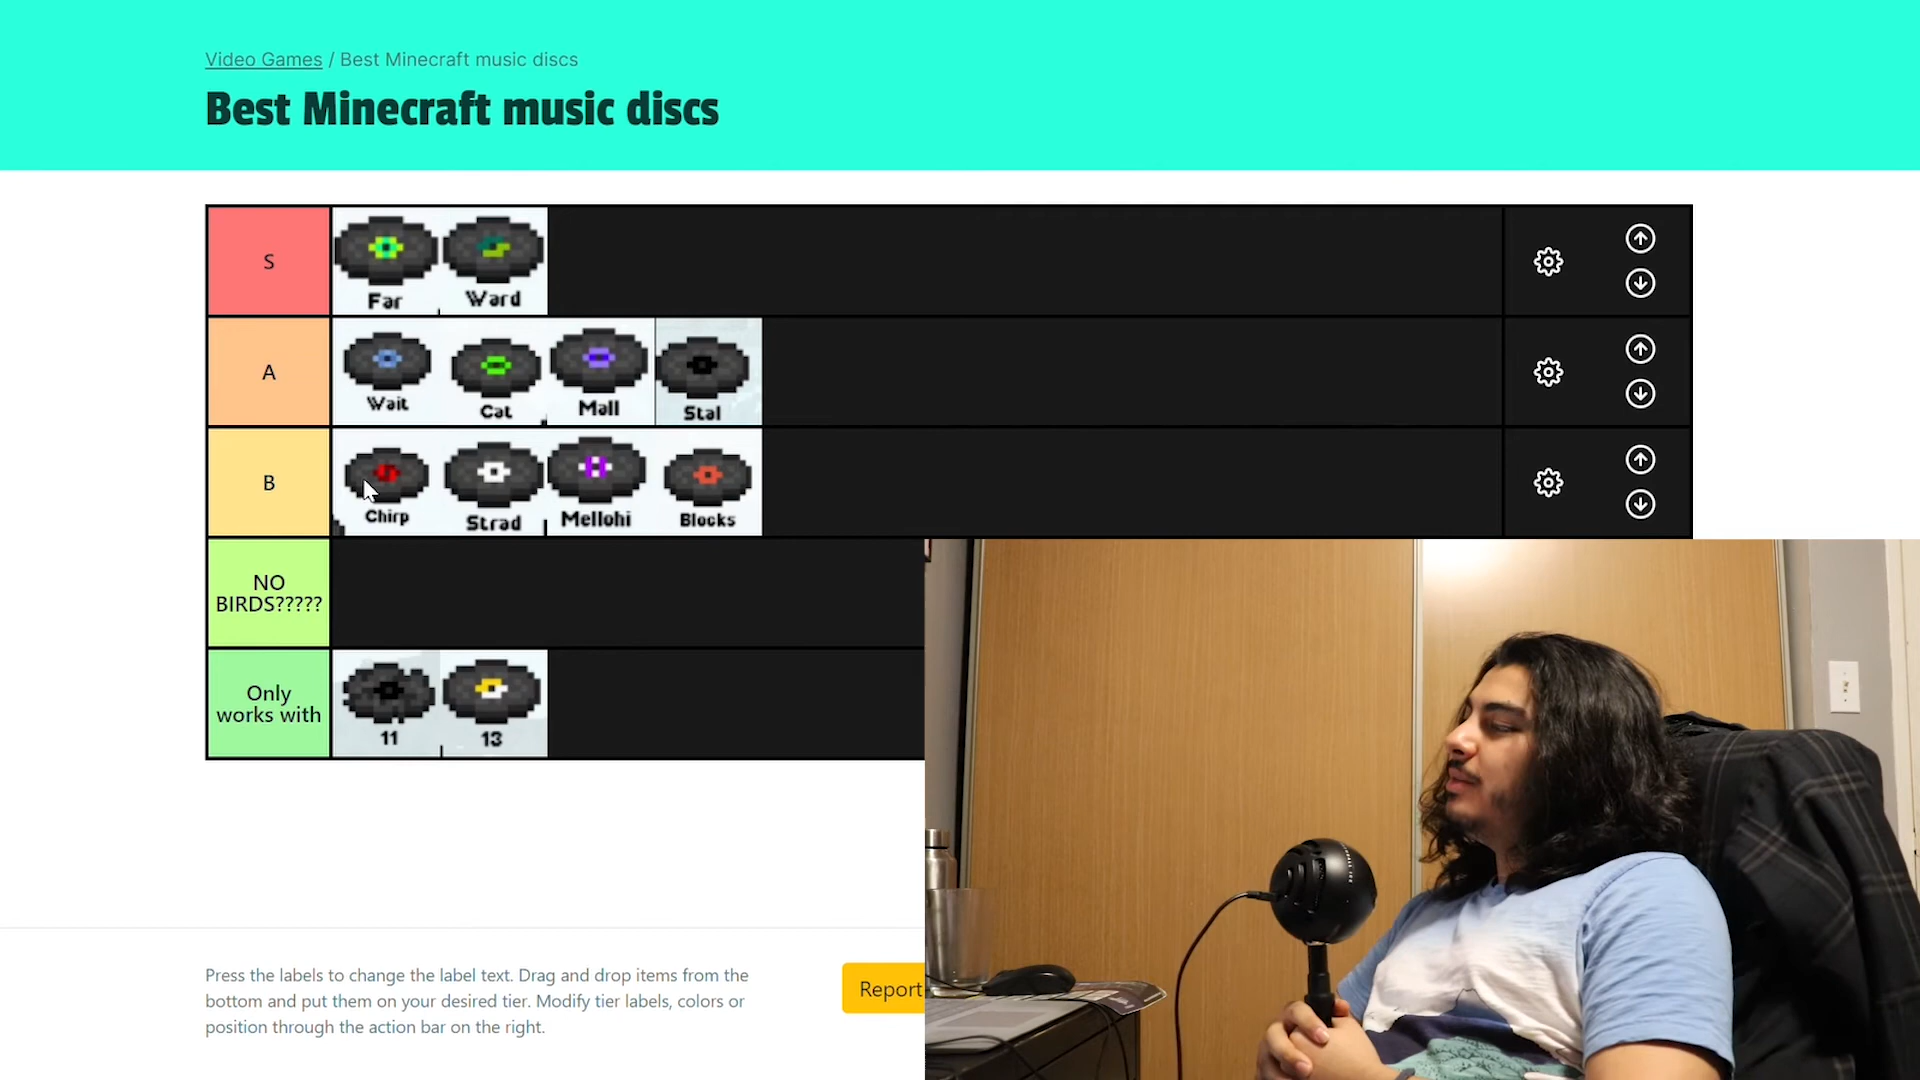 Video Games / Best Minecraft music discs
Best Minecraft music discs
S
Far
Ward
A
Wait
Cat
Mall
Stal
B
Chirp
Strad
Mellohi
Blocks
NO
BIRDS?????
Only
works with
11
13
Press the labels to change the label text. Drag and drop items from the
bottom and put them on your desired tier. Modify tier labels, colors or
position through the action bar on the right.
Report